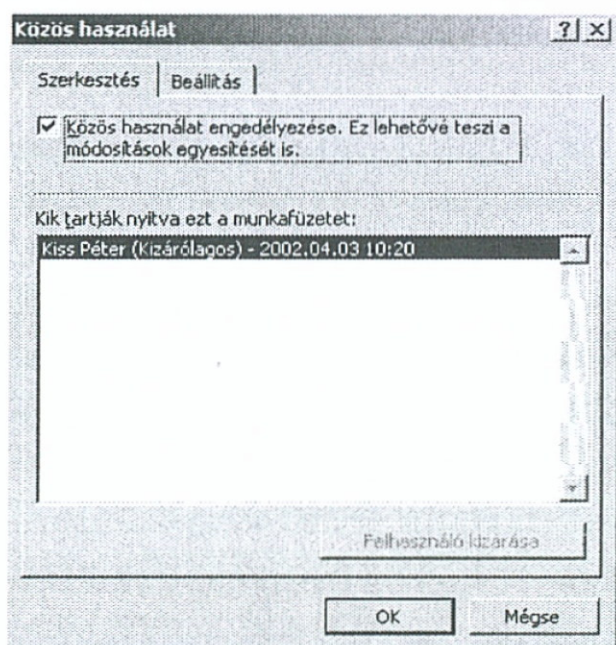 Közös használat
Szerkesztés
Beállítás
Közös használat engedélyezése. Ez lehetővé teszi a
módosítások egyesítését is.
Kik tartják nyitva ezt a munkafüzetet:
Kiss Péter (Kizárólagos) - 2002.04.03 10:20
Felhasználó kizárása
OK
Mégse